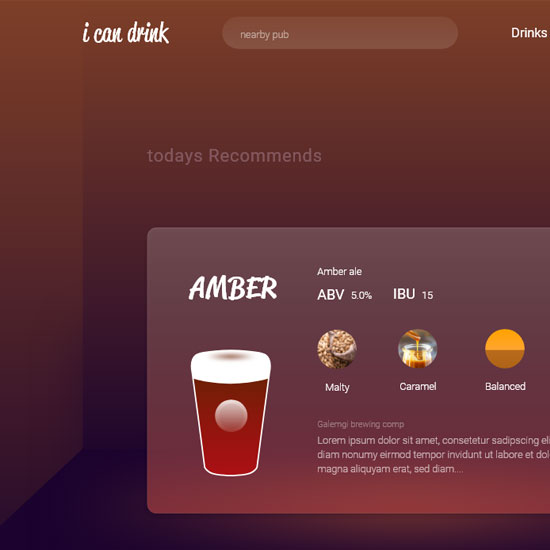 i can drink
nearby pub
Drinks
todays Recommends
AMBER
Amber ale
ABV 5.0% IBU 15
Malty
Caramel
Balanced
Galemgi brewing comp
Lorem ipsum dolor sit amet, consetetur sadipscing eli
diam nonumy eirmod tempor invidunt ut labore et dol
magna aliquyam erat, sed diam...